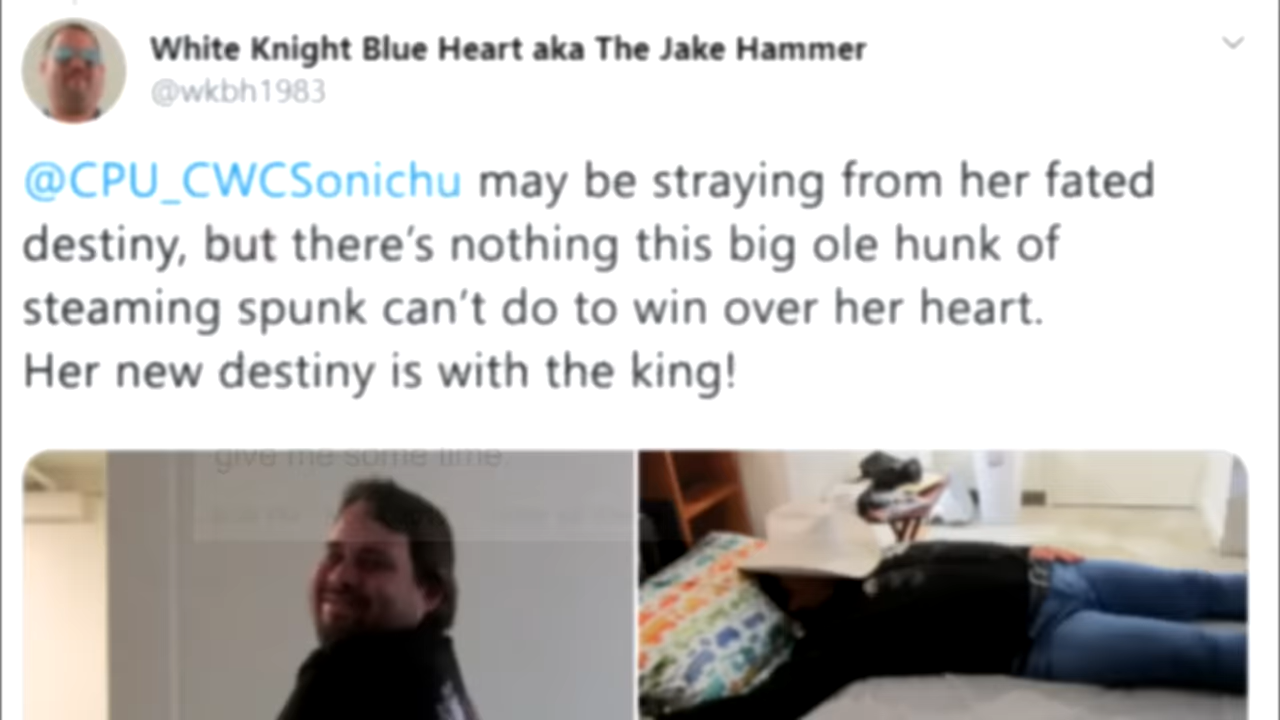 White Knight Blue Heart aka The Jake Hammer
@wkbh1983
@CPU_CWCSonichu may be straying from her fated
destiny, but there's nothing this big ole hunk of
steaming spunk can't do to win over her heart.
Her new destiny is with the king!
give me some time.